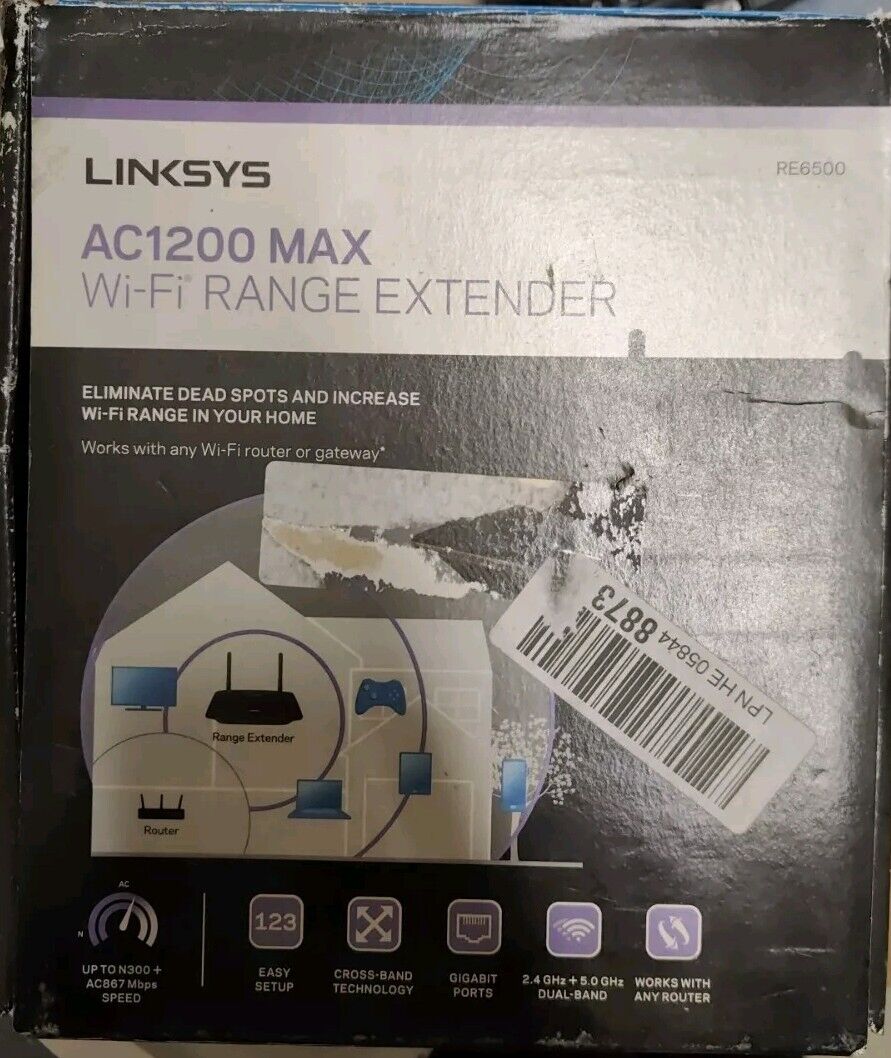 LINKSYS
RE6500
AC1200 MAX
Wi-Fi® RANGE EXTENDER
ELIMINATE DEAD SPOTS AND INCREASE
Wi-Fi RANGE IN YOUR HOME
Works with any Wi-Fi router or gateway*
LPN HE 05844 8873
Range Extender
Router
AC
N
UP TO N300 +
AC867 Mbps
SPEED
123
EASY
SETUP
CROSS-BAND
TECHNOLOGY
GIGABIT
PORTS
2.4 GHz + 5.0 GHz
DUAL-BAND
WORKS WITH
ANY ROUTER